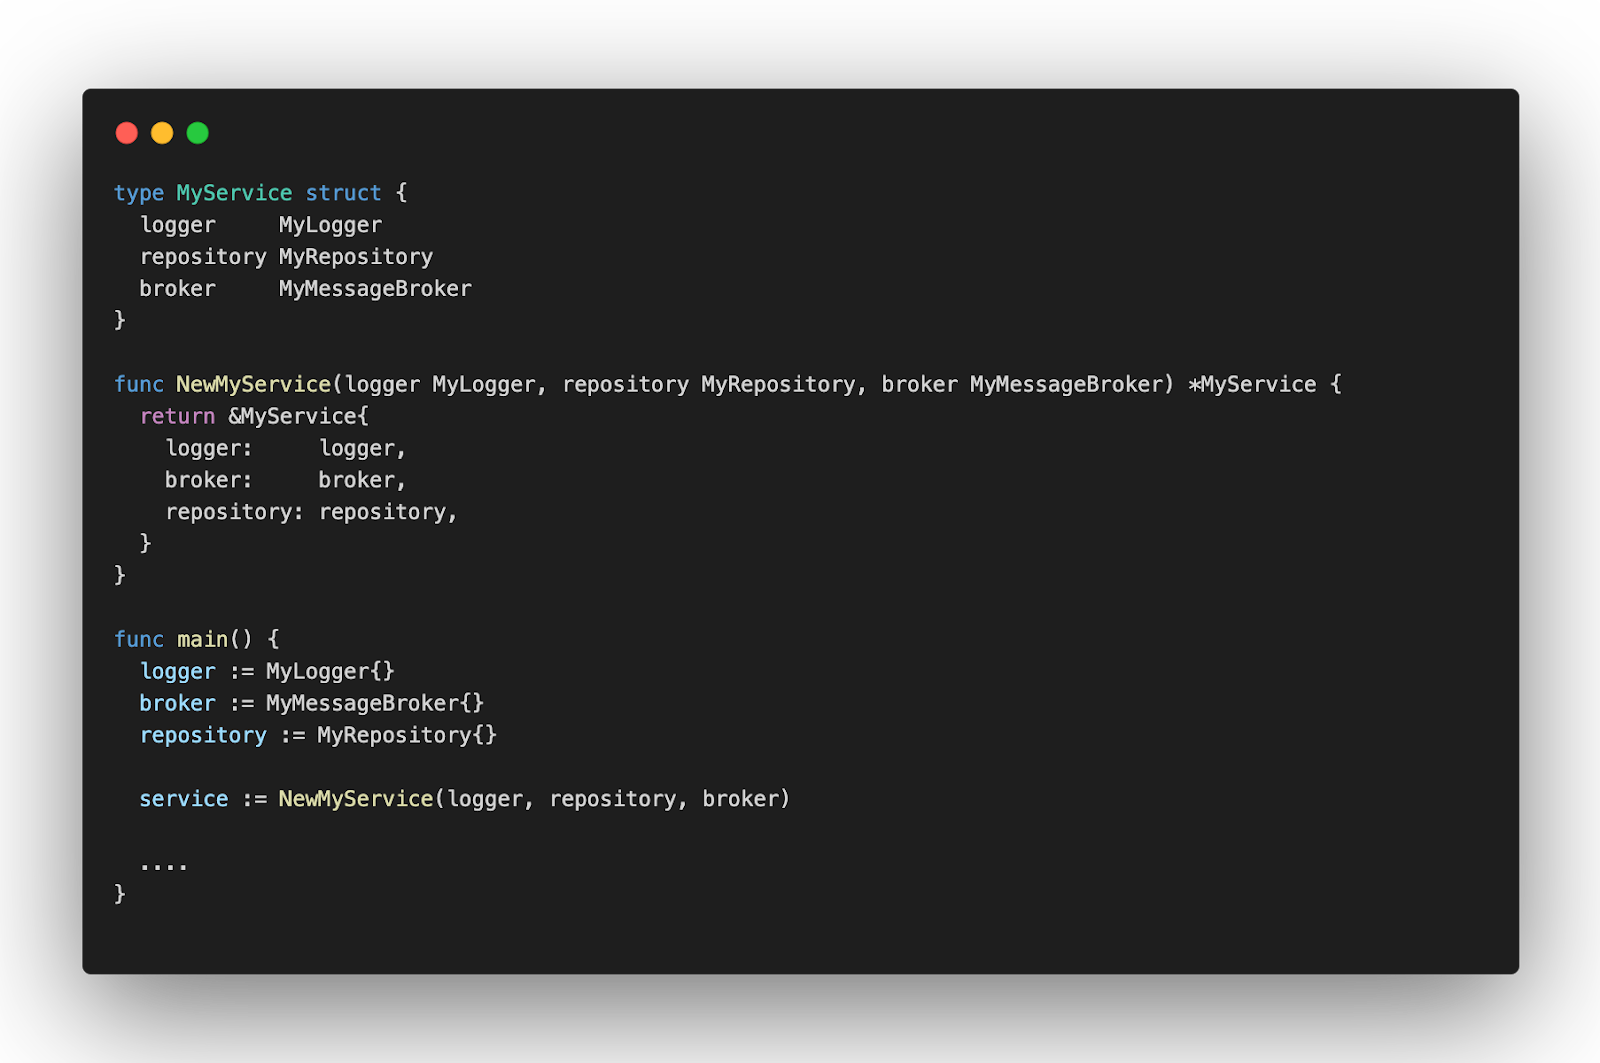 type MyService struct {
  logger     MyLogger
  repository MyRepository
  broker     MyMessageBroker
}

func NewMyService(logger MyLogger, repository MyRepository, broker MyMessageBroker) *MyService {
  return &MyService{
    logger:     logger,
    broker:     broker,
    repository: repository,
  }
}

func main() {
  logger := MyLogger{}
  broker := MyMessageBroker{}
  repository := MyRepository{}

  service := NewMyService(logger, repository, broker)

  ....
}